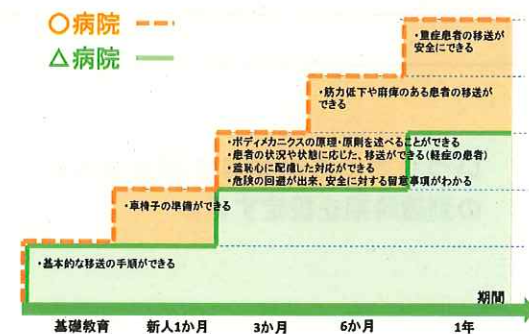 ○病院
△病院
・重症患者の移送が
安全にできる
・筋力低下や麻痺のある患者の移送が
できる
・ボディメカニクスの原理・原則を述べることができる
・患者の状況や状態に応じた、移送ができる(軽症の患者)
・羞恥心に配慮した対応ができる
・危険の回避が出来、安全に対する留意事項がわかる
・車椅子の準備ができる
・基本的な移送の手順ができる
期間
基礎教育 新人1か月 3か月 6か月 1年